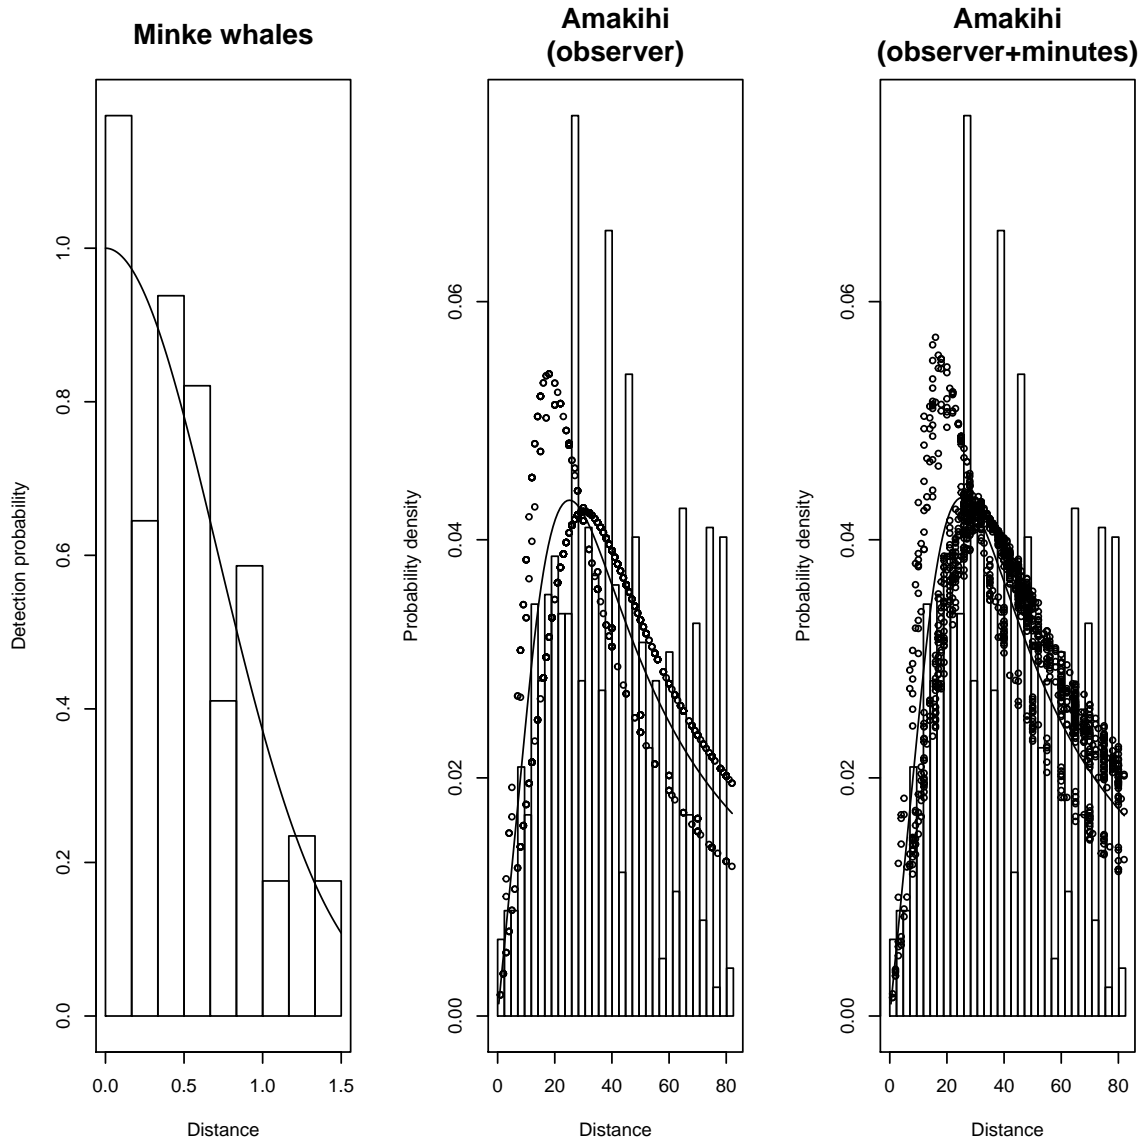 Minke whales
Detection probability
0.0
0.2
0.4
0.6
0.8
1.0
0.0 0.5 1.0 1.5
Distance
Amakihi
(observer)
Probability density
0.00
0.02
0.04
0.06
0 20 40 60 80
Distance
Amakihi
(observer+minutes)
Probability density
0.00
0.02
0.04
0.06
0 20 40 60 80
Distance